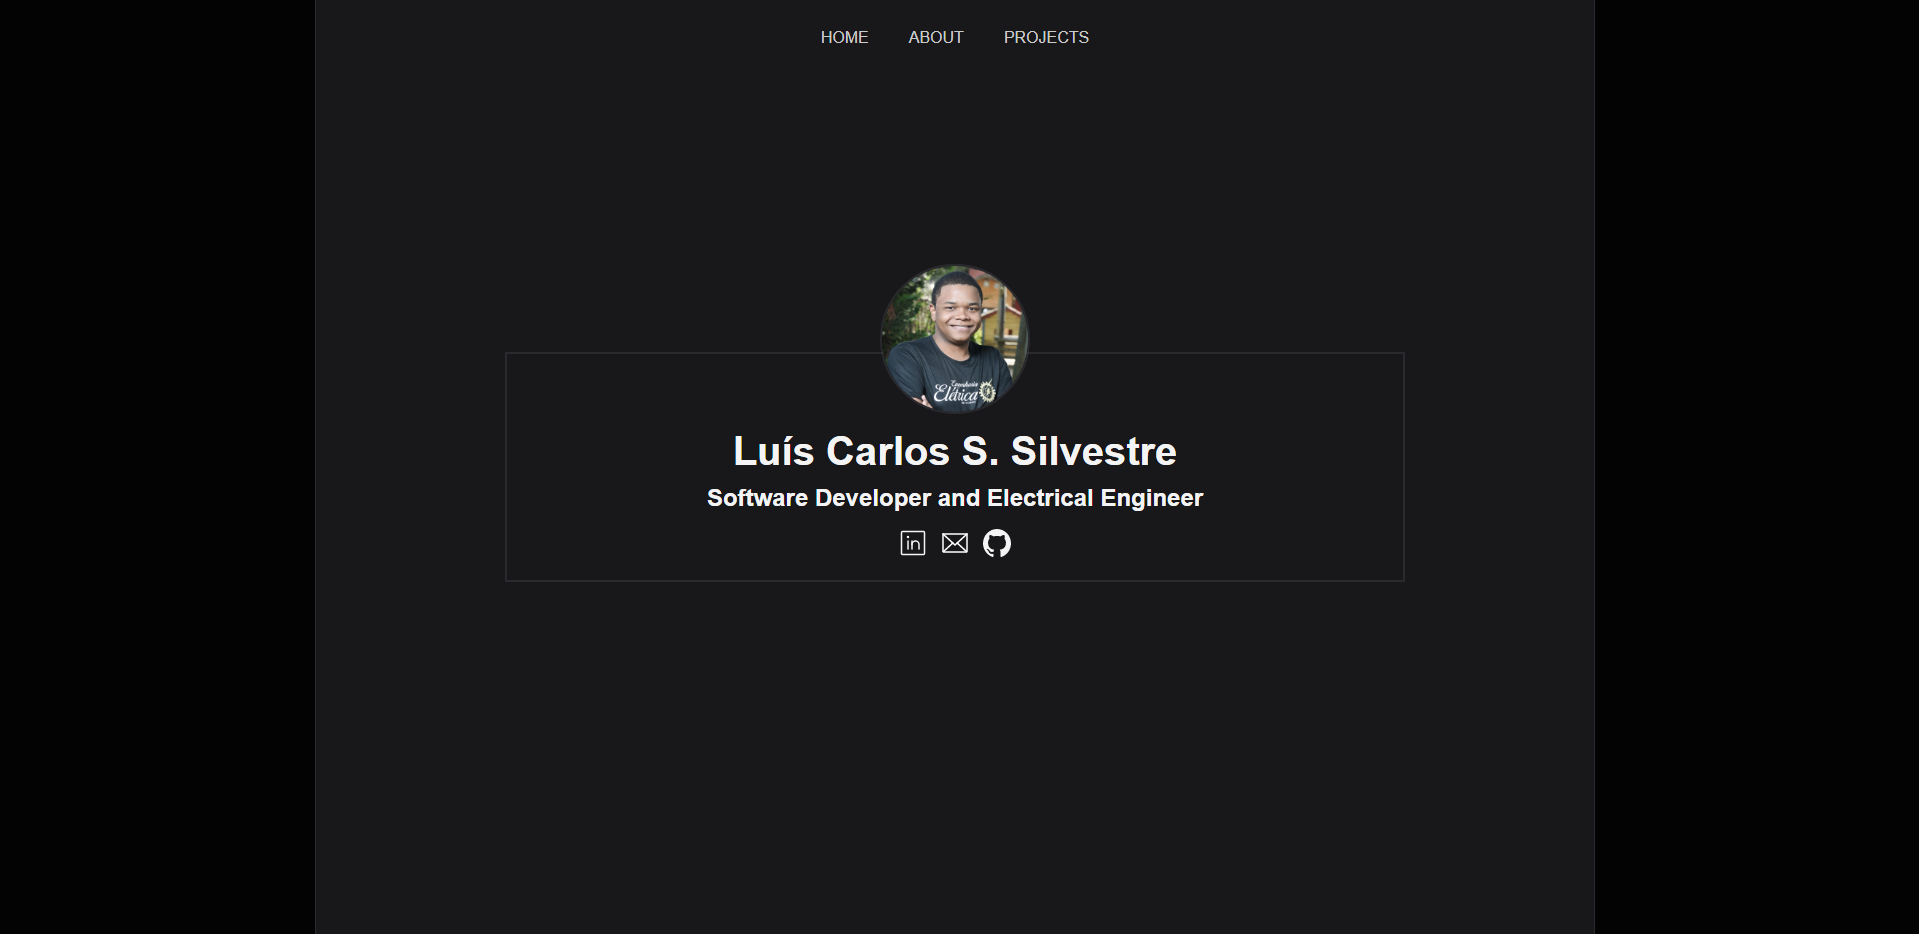 HOME ABOUT PROJECTS
Engenharia
Elétrica
Luís Carlos S. Silvestre
Software Developer and Electrical Engineer
in